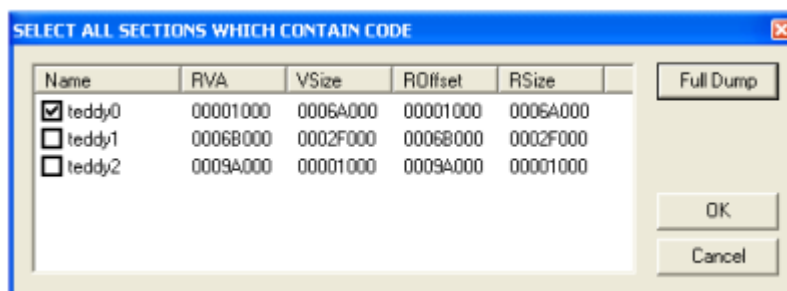 SELECT ALL SECTIONS WHICH CONTAIN CODE
Name RVA VSize ROffset RSize
teddy0 00001000 0006A000 00001000 0006A000
teddy1 0006B000 0002F000 0006B000 0002F000
teddy2 0009A000 00001000 0009A000 00001000
Full Dump
OK
Cancel